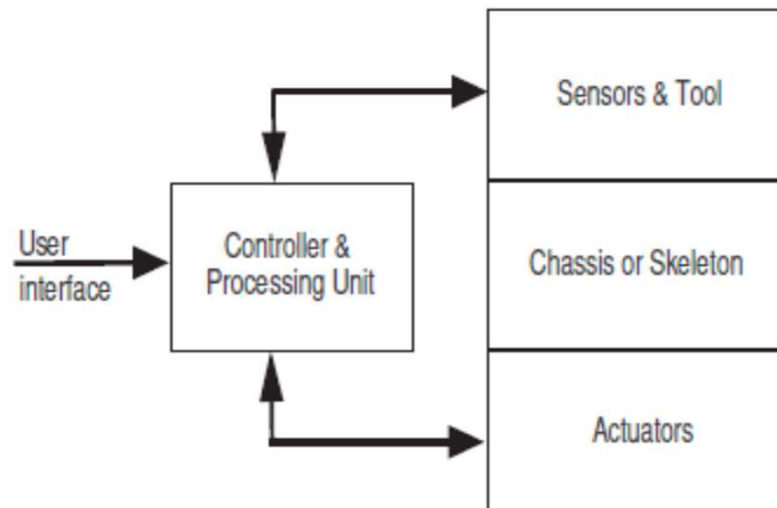 Sensors & Tool
User
interface
Controller &
Processing Unit
Chassis or Skeleton
Actuators